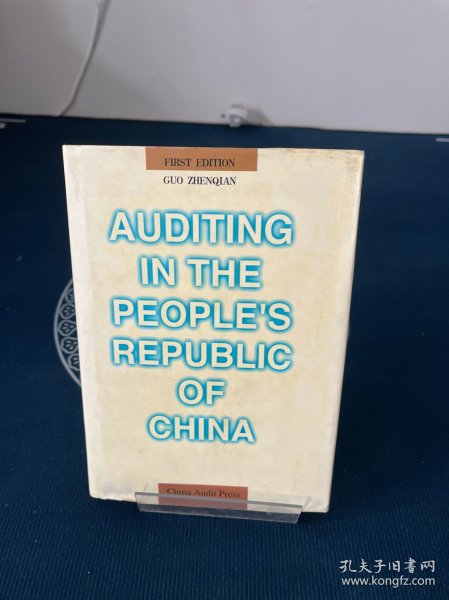 FIRST EDITION
GUO ZHENQIAN
AUDITING
IN THE
PEOPLE'S
REPUBLIC
OF
CHINA
China Audit Press
孔夫子旧书网
www.kongfz.com